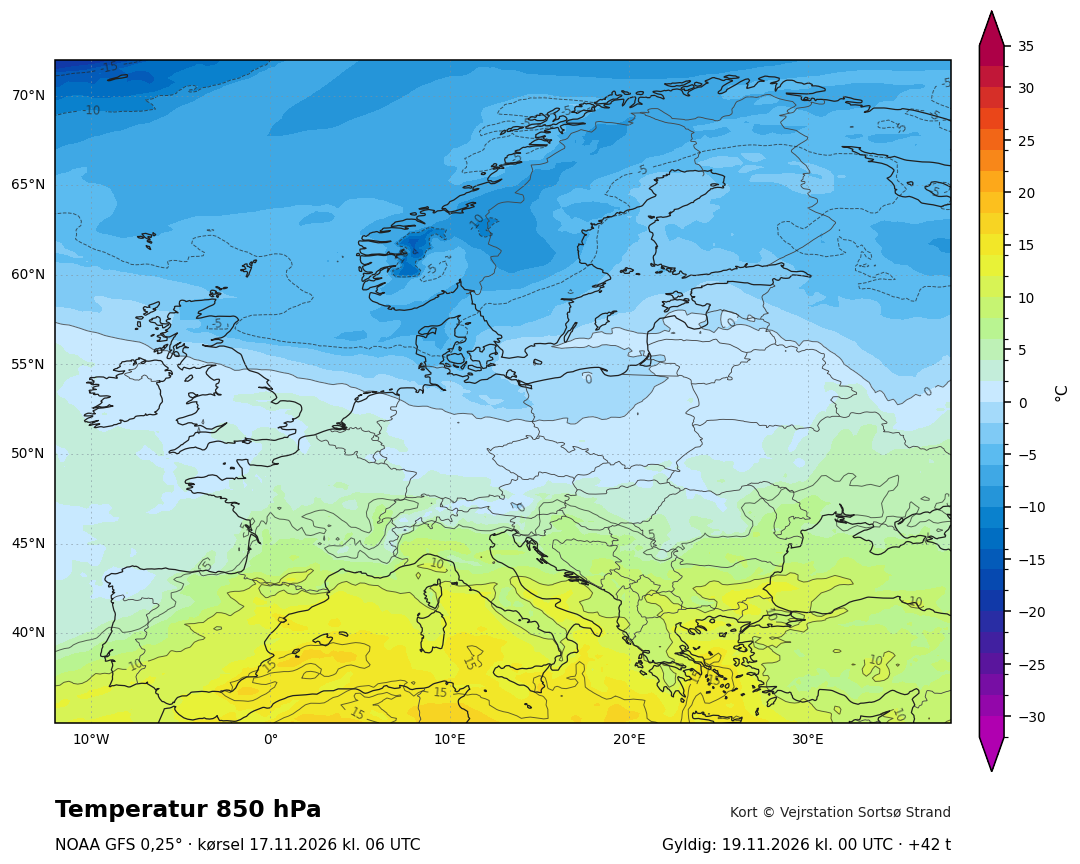 35
30
25
20
15
10
5
0
−5
−10
−15
−20
−25
−30
°C
70°N
65°N
60°N
55°N
50°N
45°N
40°N
10°W
0°
10°E
20°E
30°E
Temperatur 850 hPa
Kort © Vejrstation Sortsø Strand
NOAA GFS 0,25° · kørsel 17.11.2026 kl. 06 UTC
Gyldig: 19.11.2026 kl. 00 UTC · +42 t